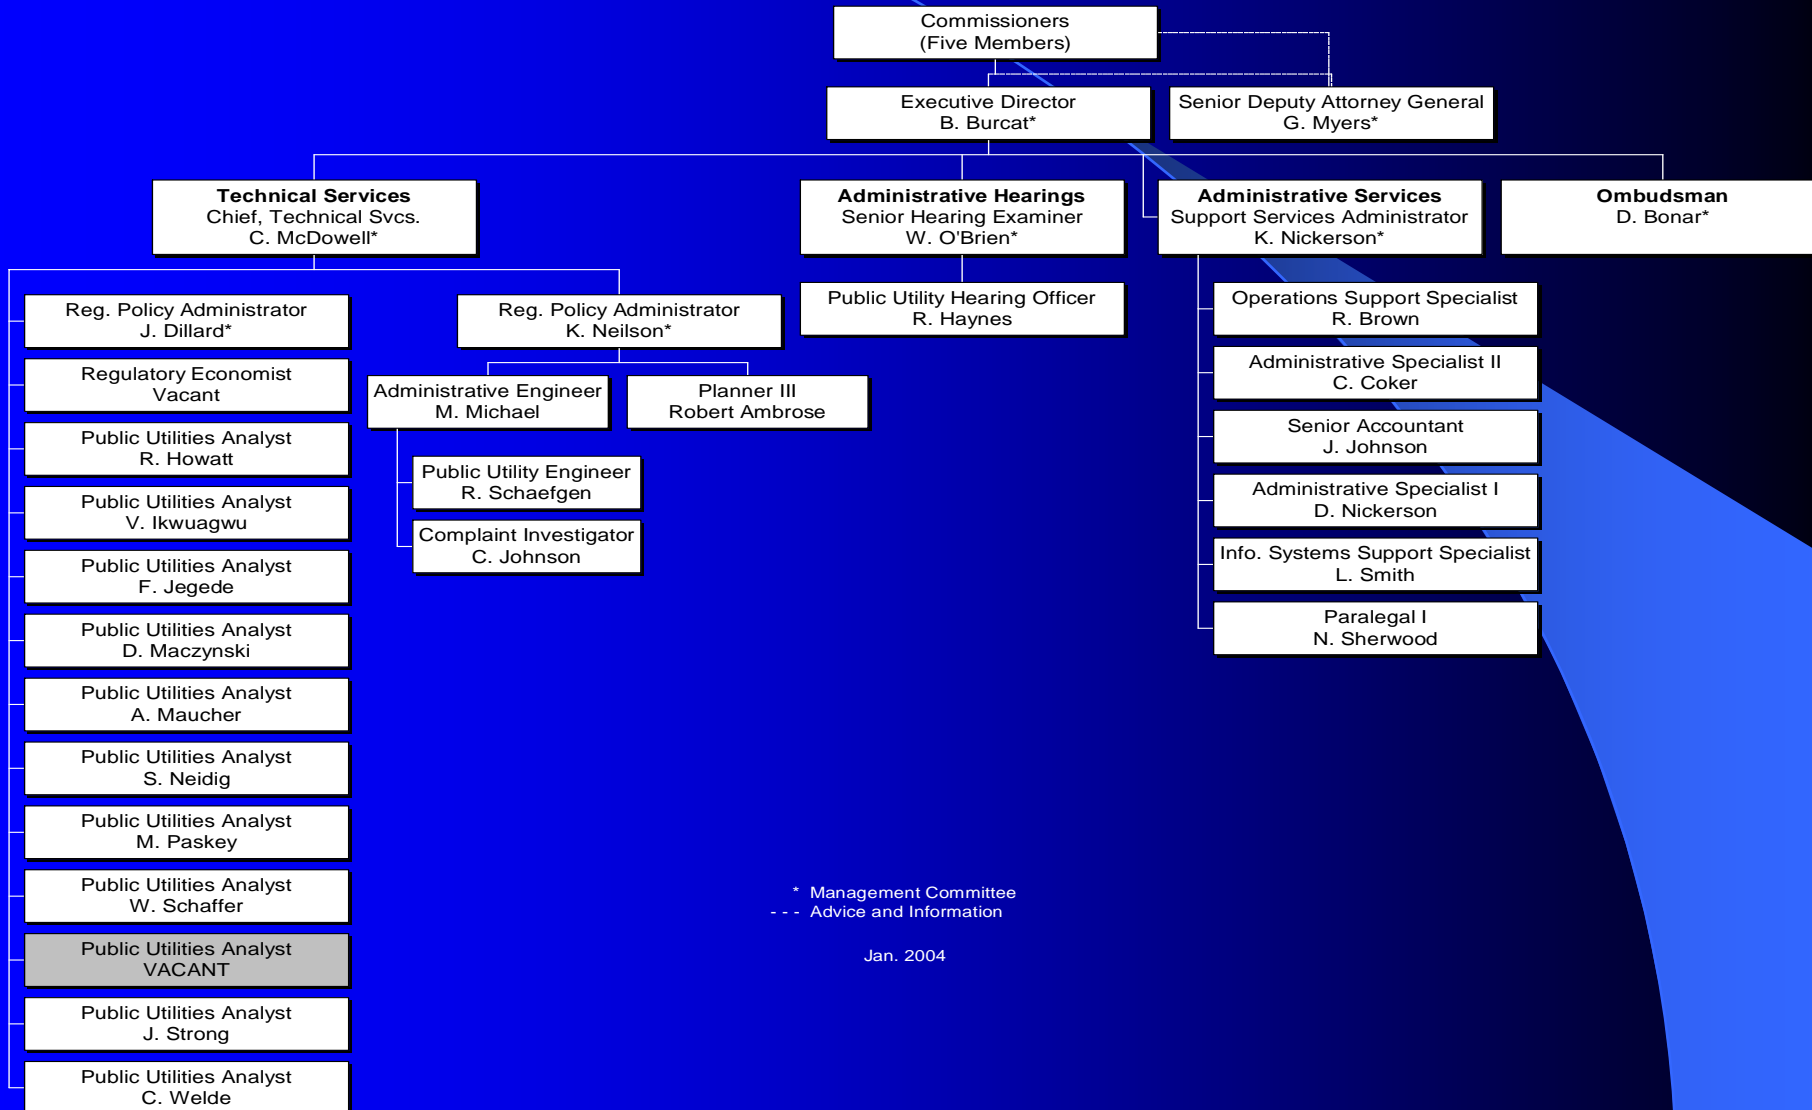 Commissioners
(Five Members)
Executive Director
B. Burcat*
Senior Deputy Attorney General
G. Myers*
Technical Services
Chief, Technical Svcs.
C. McDowell*
Administrative Hearings
Senior Hearing Examiner
W. O'Brien*
Administrative Services
Support Services Administrator
K. Nickerson*
Ombudsman
D. Bonar*
Reg. Policy Administrator
J. Dillard*
Regulatory Economist
Vacant
Public Utilities Analyst
R. Howatt
Public Utilities Analyst
V. Ikwuagwu
Public Utilities Analyst
F. Jegede
Public Utilities Analyst
D. Maczynski
Public Utilities Analyst
A. Maucher
Public Utilities Analyst
S. Neidig
Public Utilities Analyst
M. Paskey
Public Utilities Analyst
W. Schaffer
Public Utilities Analyst
VACANT
Public Utilities Analyst
J. Strong
Public Utilities Analyst
C. Welde
Reg. Policy Administrator
K. Neilson*
Administrative Engineer
M. Michael
Planner III
Robert Ambrose
Public Utility Engineer
R. Schaefgen
Complaint Investigator
C. Johnson
Public Utility Hearing Officer
R. Haynes
Operations Support Specialist
R. Brown
Administrative Specialist II
C. Coker
Senior Accountant
J. Johnson
Administrative Specialist I
D. Nickerson
Info. Systems Support Specialist
L. Smith
Paralegal I
N. Sherwood
* Management Committee
- - - Advice and Information
Jan. 2004